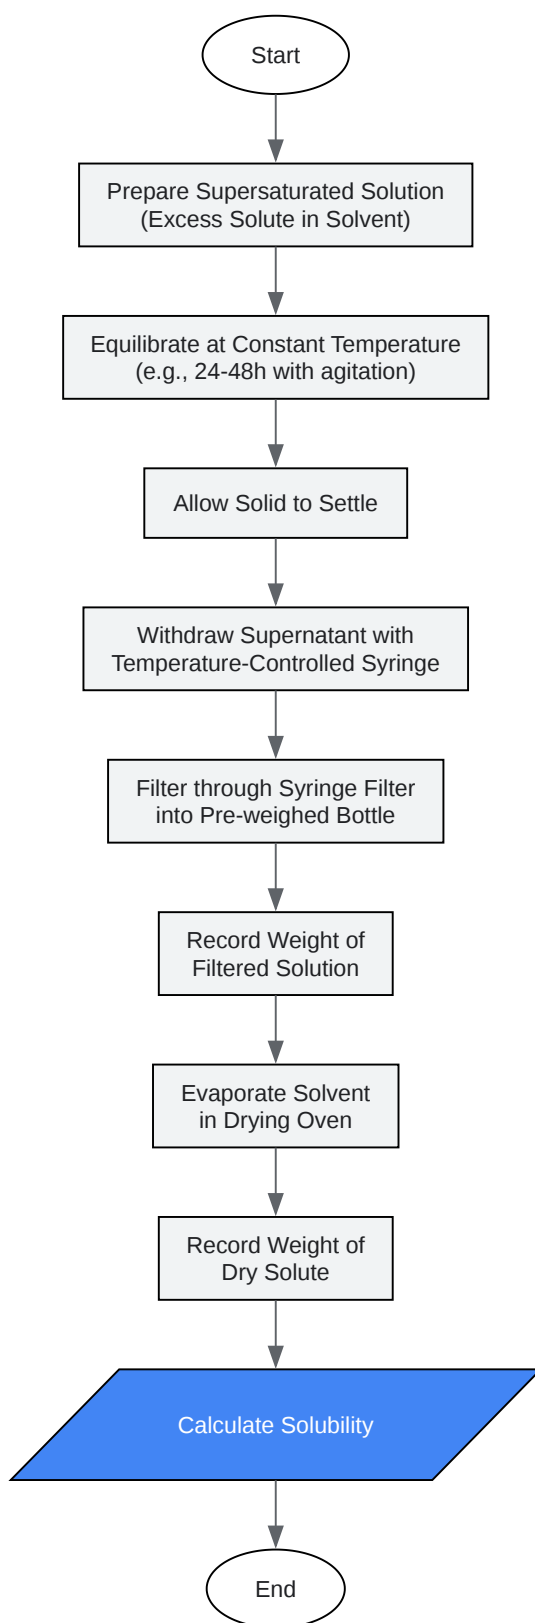 Start
Prepare Supersaturated Solution
(Excess Solute in Solvent)
Equilibrate at Constant Temperature
(e.g., 24-48h with agitation)
Allow Solid to Settle
Withdraw Supernatant with
Temperature-Controlled Syringe
Filter through Syringe Filter
into Pre-weighed Bottle
Record Weight of
Filtered Solution
Evaporate Solvent
in Drying Oven
Record Weight of
Dry Solute
Calculate Solubility
End